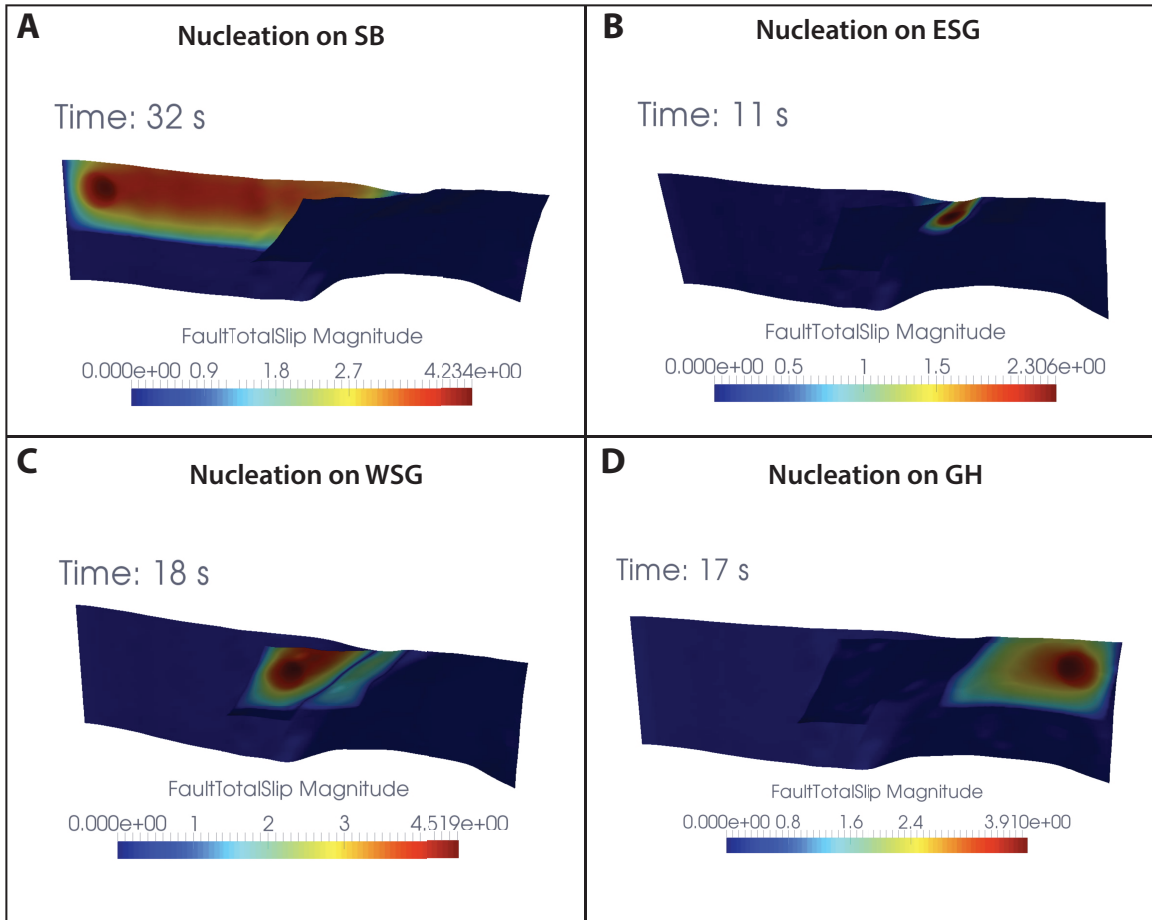 A
Nucleation on SB
Time: 32 s
FaultTotalSlip Magnitude
0.000e+00 0.9 1.8 2.7 4.234e+00
B
Nucleation on ESG
Time: 11 s
FaultTotalSlip Magnitude
0.000e+00 0.5 1 1.5 2.306e+00
C
Nucleation on WSG
Time: 18 s
FaultTotalSlip Magnitude
0.000e+00 1 2 3 4.519e+00
D
Nucleation on GH
Time: 17 s
FaultTotalSlip Magnitude
0.000e+00 0.8 1.6 2.4 3.910e+00